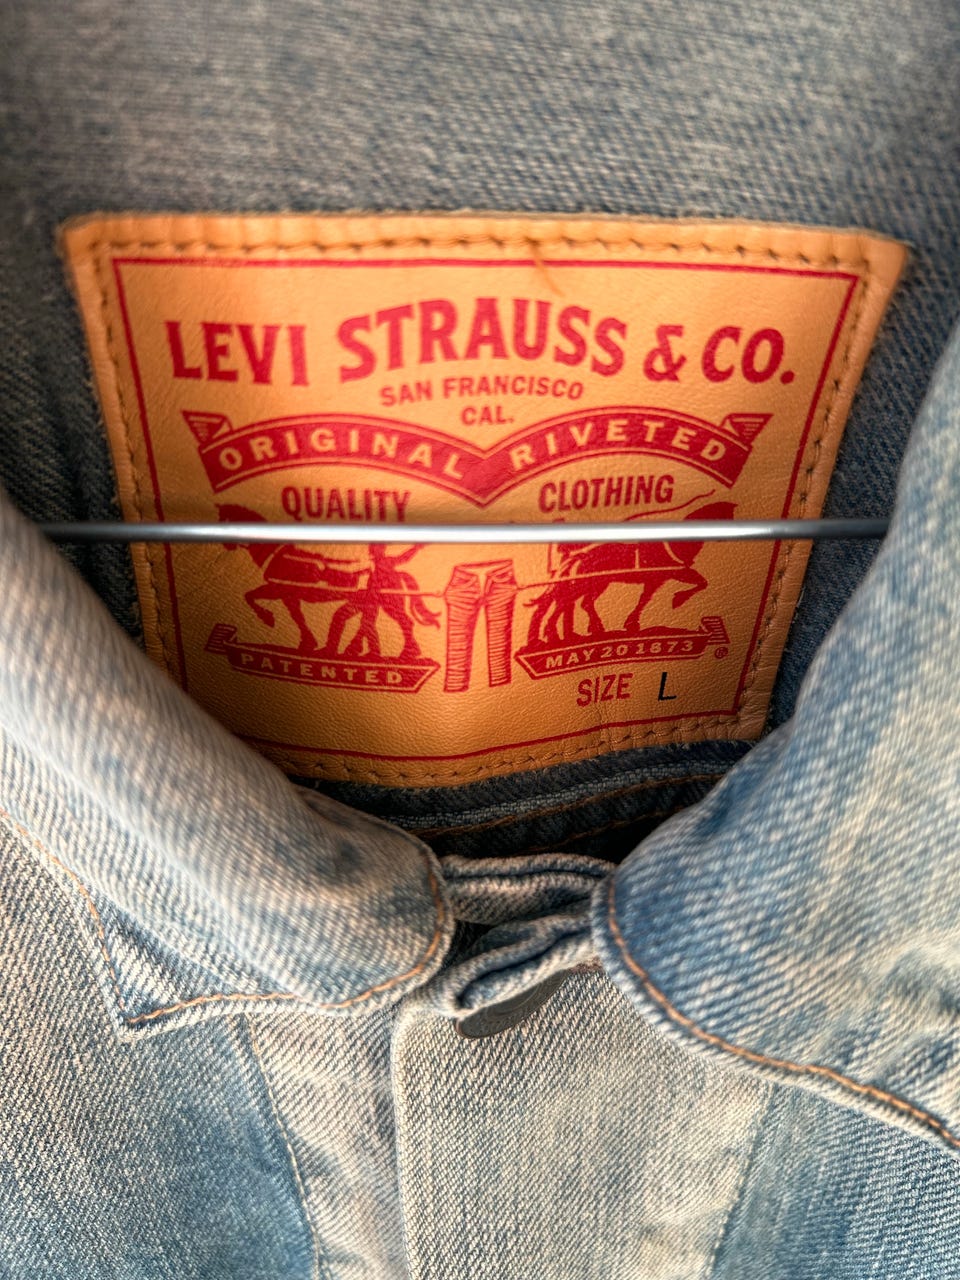 LEVI STRAUSS & CO.
SAN FRANCISCO
CAL.
ORIGINAL RIVETED
QUALITY CLOTHING
PATENTED MAY 20 1873 ®
SIZE L